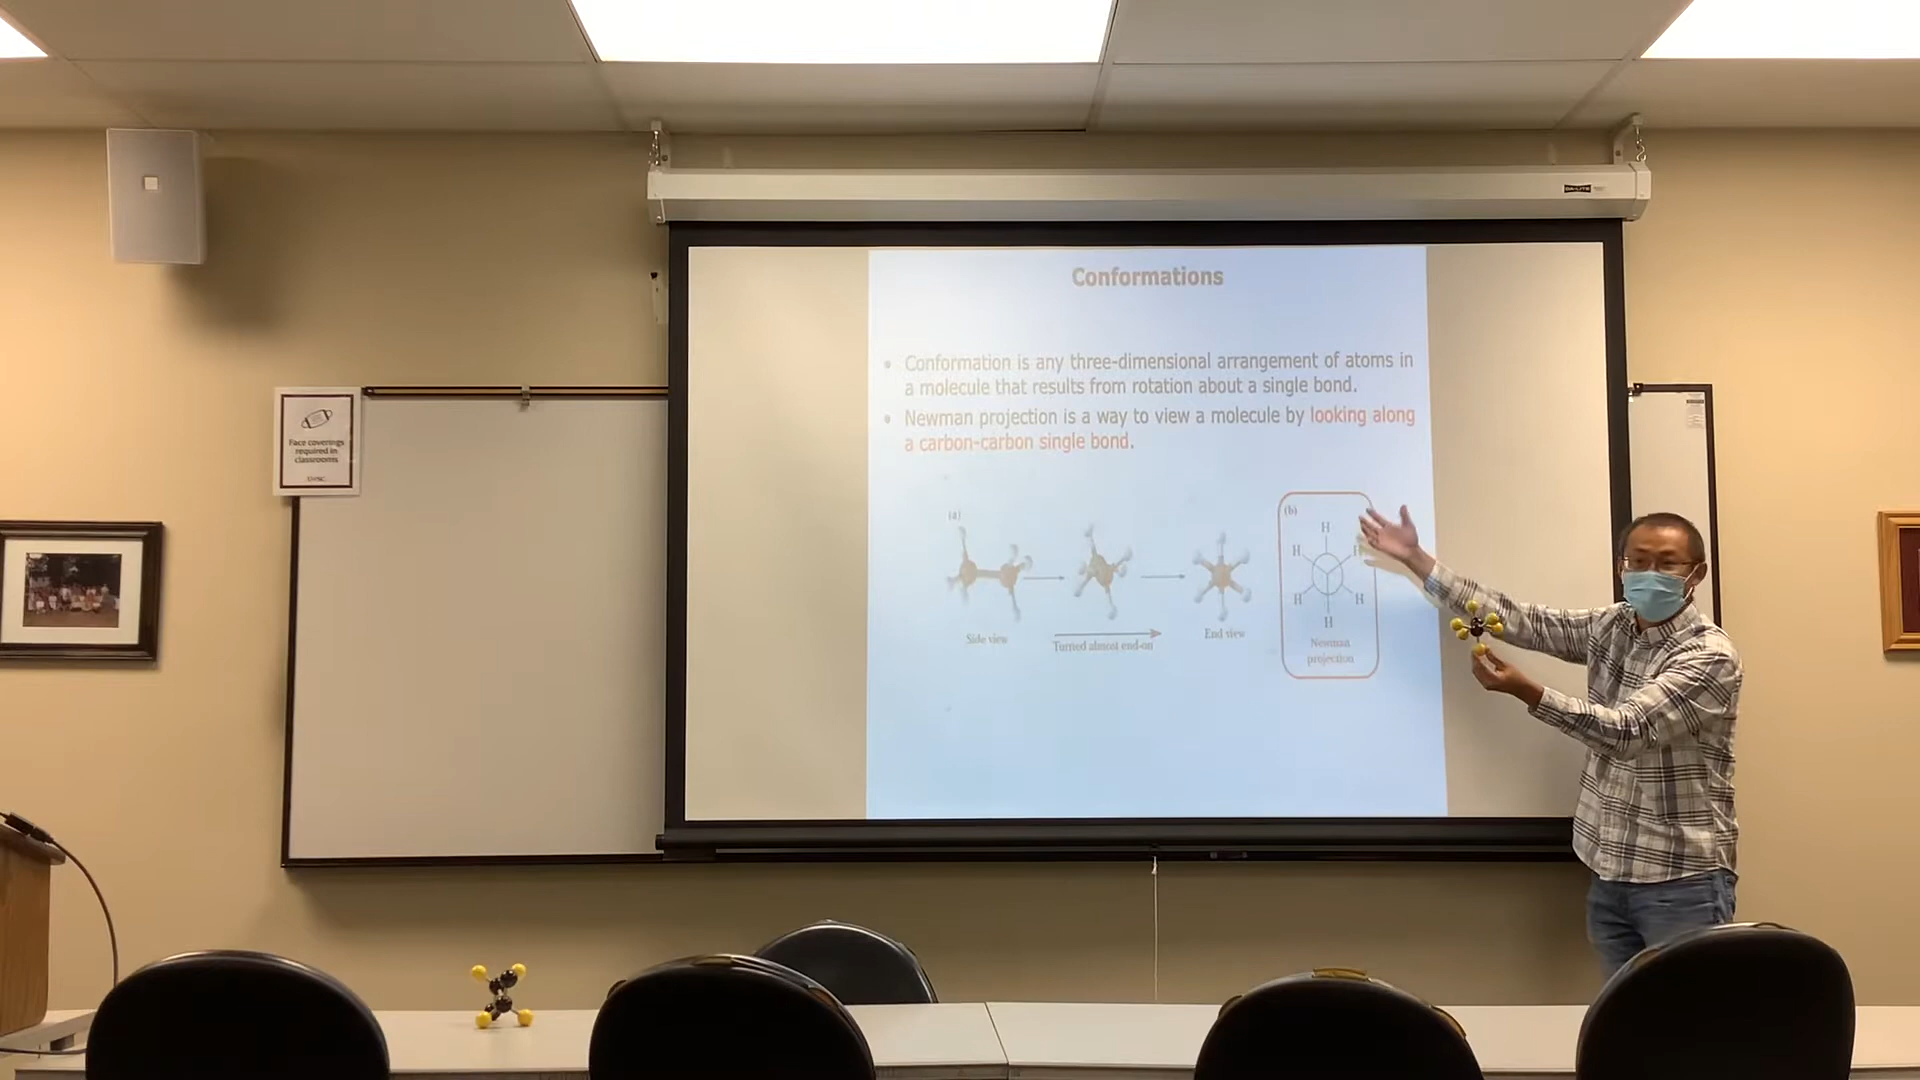 DA-LITE
Conformations
• Conformation is any three-dimensional arrangement of atoms in
a molecule that results from rotation about a single bond.
• Newman projection is a way to view a molecule by looking along
a carbon-carbon single bond.
Face coverings
required in
classrooms
(a)
Side view
Turned almost end-on
End view
(b)
H
H H
H H
H
Newman
projection